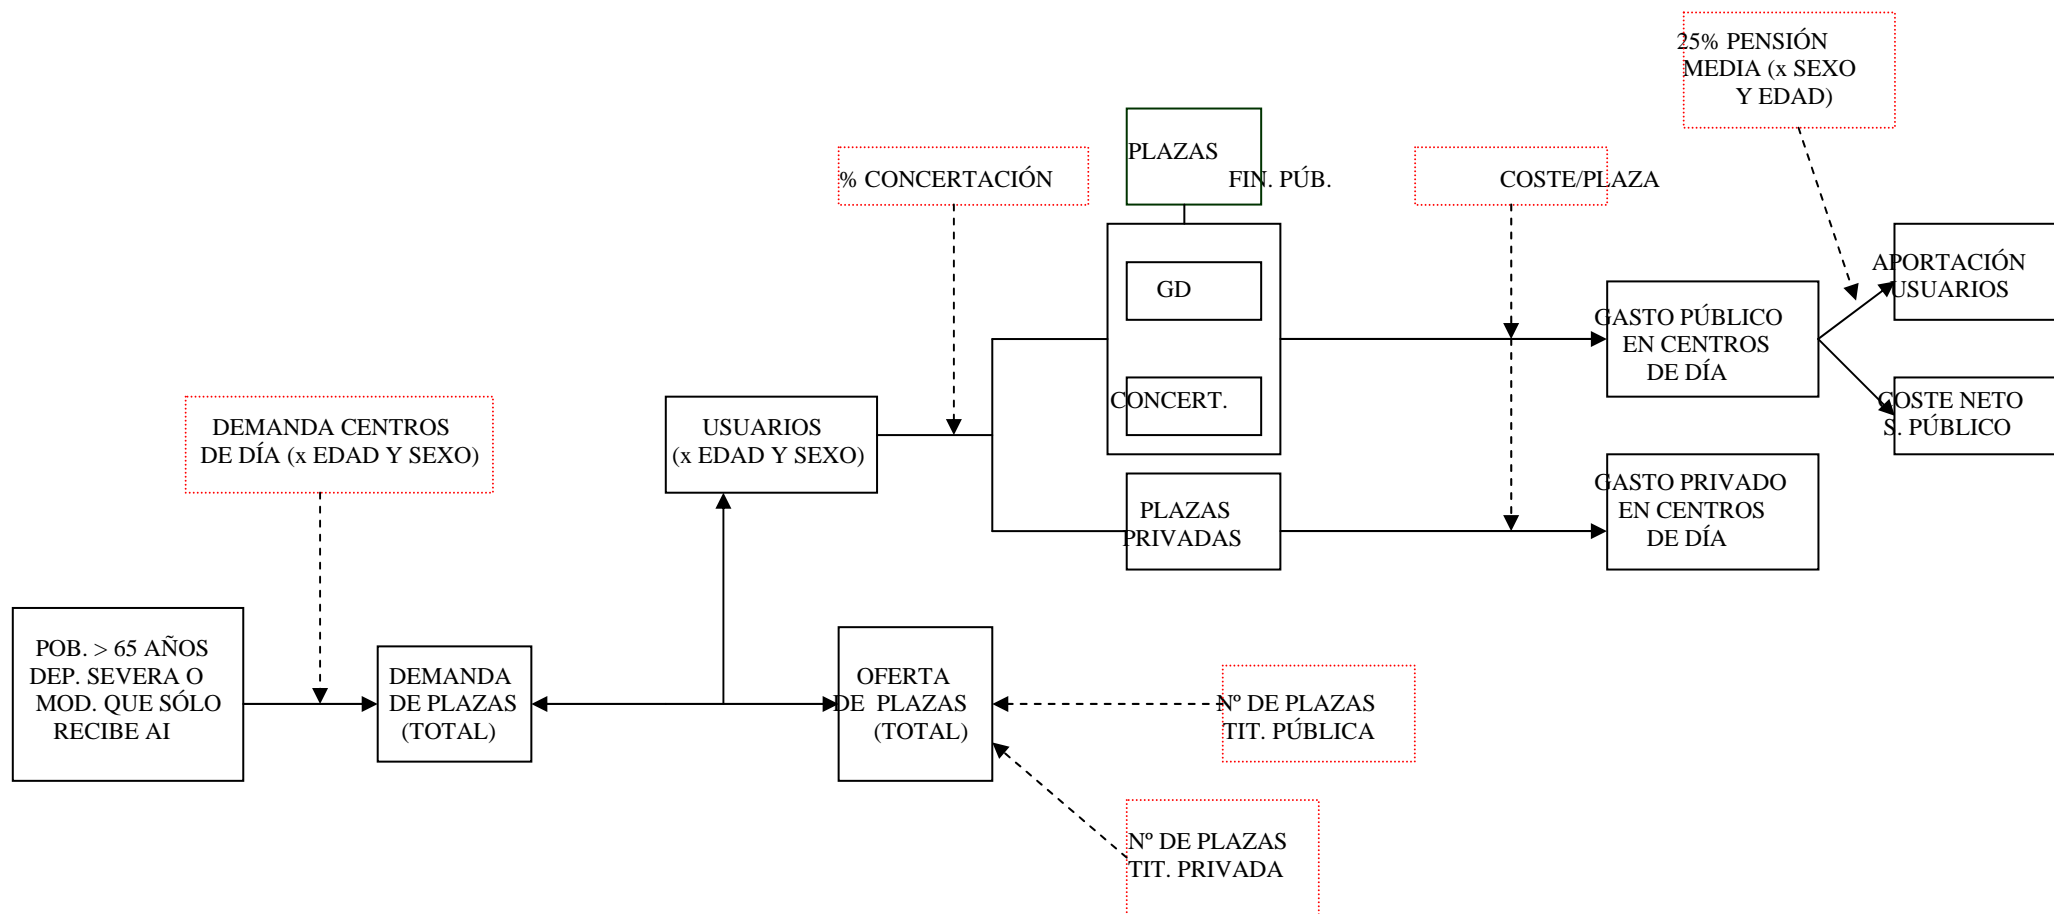 25% PENSIÓN
MEDIA (x SEXO
Y EDAD)
PLAZAS
FIN. PÚB.
% CONCERTACIÓN
COSTE/PLAZA
GD
CONCERT.
APORTACIÓN
USUARIOS
GASTO PÚBLICO
EN CENTROS
DE DÍA
COSTE NETO
S. PÚBLICO
DEMANDA CENTROS
DE DÍA (x EDAD Y SEXO)
USUARIOS
(x EDAD Y SEXO)
PLAZAS
PRIVADAS
GASTO PRIVADO
EN CENTROS
DE DÍA
POB. > 65 AÑOS
DEP. SEVERA O
MOD. QUE SÓLO
RECIBE AI
DEMANDA
DE PLAZAS
(TOTAL)
OFERTA
DE PLAZAS
(TOTAL)
Nº DE PLAZAS
TIT. PÚBLICA
Nº DE PLAZAS
TIT. PRIVADA